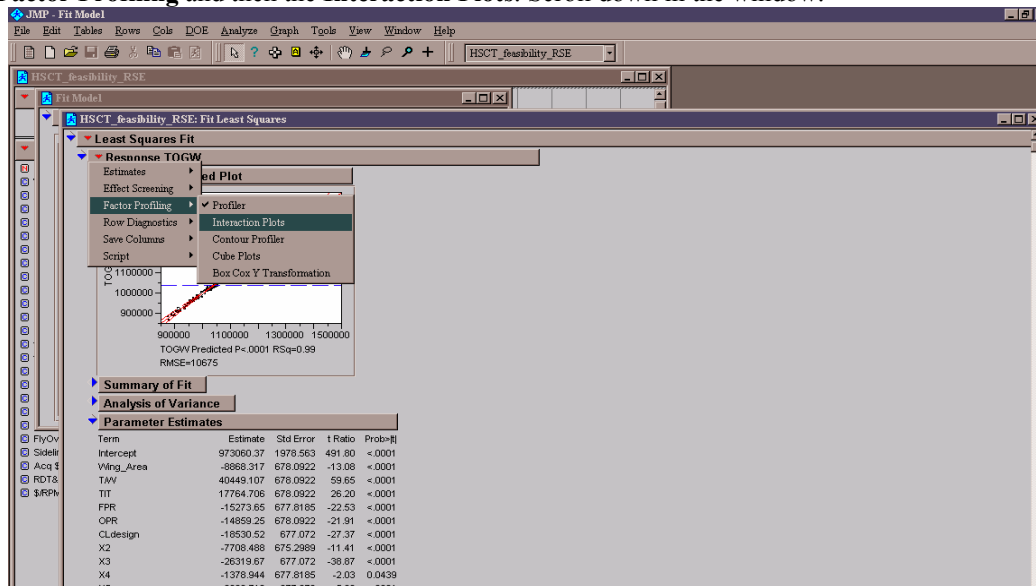 Factor Profiling and then the Interaction Plots. Scroll down in the window.
JMP - Fit Model
File Edit Tables Rows Cols DOE Analyze Graph Tools View Window Help
HSCT_feasibility_RSE
HSCT_feasibility_RSE
Fit Model
HSCT_feasibility_RSE: Fit Least Squares
Least Squares Fit
Response TOGW
ed Plot
Estimates
Effect Screening
Factor Profiling
Row Diagnostics
Save Columns
Script
Profiler
Interaction Plots
Contour Profiler
Cube Plots
Box Cox Y Transformation
TOG
1100000
1000000
900000
900000 1100000 1300000 1500000
TOGW Predicted P<.0001 RSq=0.99
RMSE=10675
Summary of Fit
Analysis of Variance
Parameter Estimates
Term Estimate Std Error t Ratio Prob>|t|
Intercept 973060.37 1978.563 491.80 <.0001
Wing_Area -8868.317 678.0922 -13.08 <.0001
T/W 40449.107 678.0922 59.65 <.0001
TIT 17764.706 678.0922 26.20 <.0001
FPR -15273.65 677.8185 -22.53 <.0001
OPR -14859.25 678.0922 -21.91 <.0001
CLdesign -18530.52 677.072 -27.37 <.0001
X2 -7708.488 675.2989 -11.41 <.0001
X3 -26319.67 677.072 -38.87 <.0001
X4 -1378.944 677.8185 -2.03 0.0439
FlyOv
Sidelin
Acq $
RDT&
$/RPM